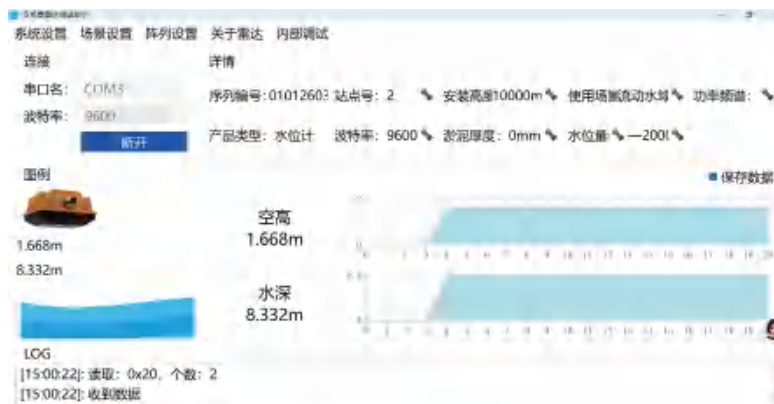 系统设置 场景设置 阵列设置 关于雷达 内部调试
连接
串口名: COM3
波特率: 9600
断开
图例
1.668m
8.332m
详情
序列编号:01012603 站点号: 2 安装高度10000m 使用场景流动水域 功率频谱:
产品类型: 水位计 波特率: 9600 淤泥厚度: 0mm 水位量 —200(
保存数据
空高
1.668m
水深
8.332m
LOG
[15:00:22]: 读取: 0x20, 个数: 2
[15:00:22]: 收到数据